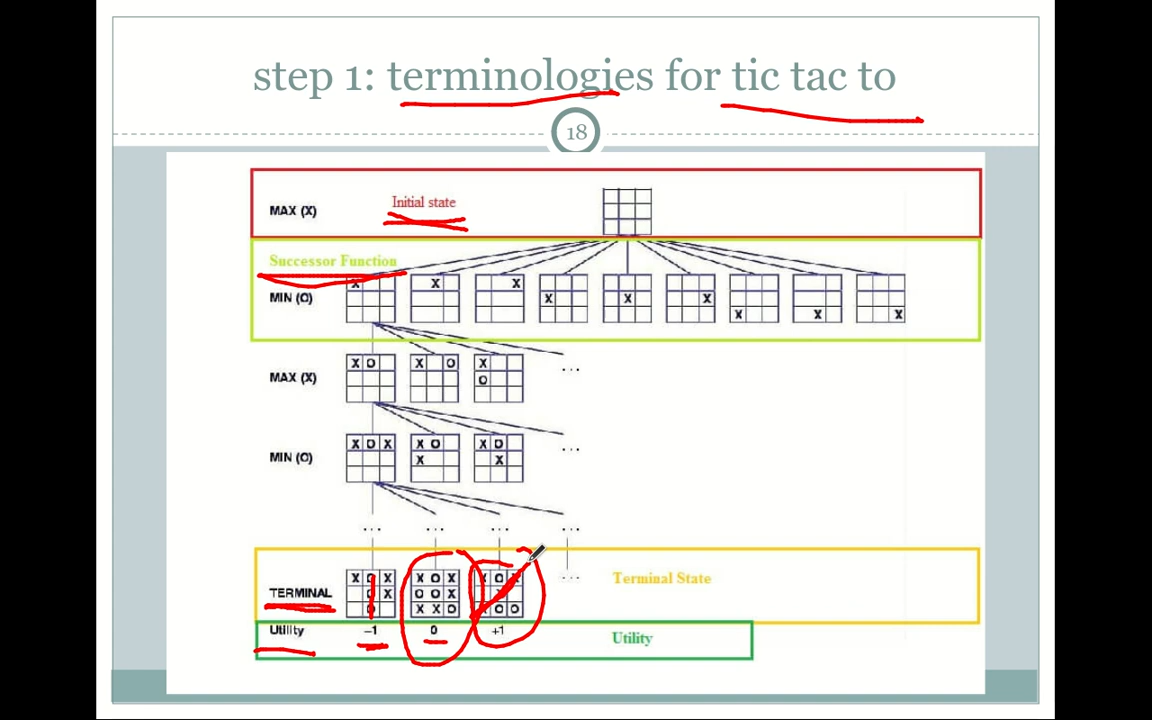 step 1: terminologies for tic tac to
18
MAX (X)
Initial state
Successor Function
MIN (O)
X X X X X X X X X
MAX (X)
X O X O X
O
...
MIN (O)
X O X X O X O
X X
...
... ... ... ...
TERMINAL
X O X X O X X O X
O X O O X X
O X X O X O O
...
Terminal State
Utility
–1 0 +1
Utility